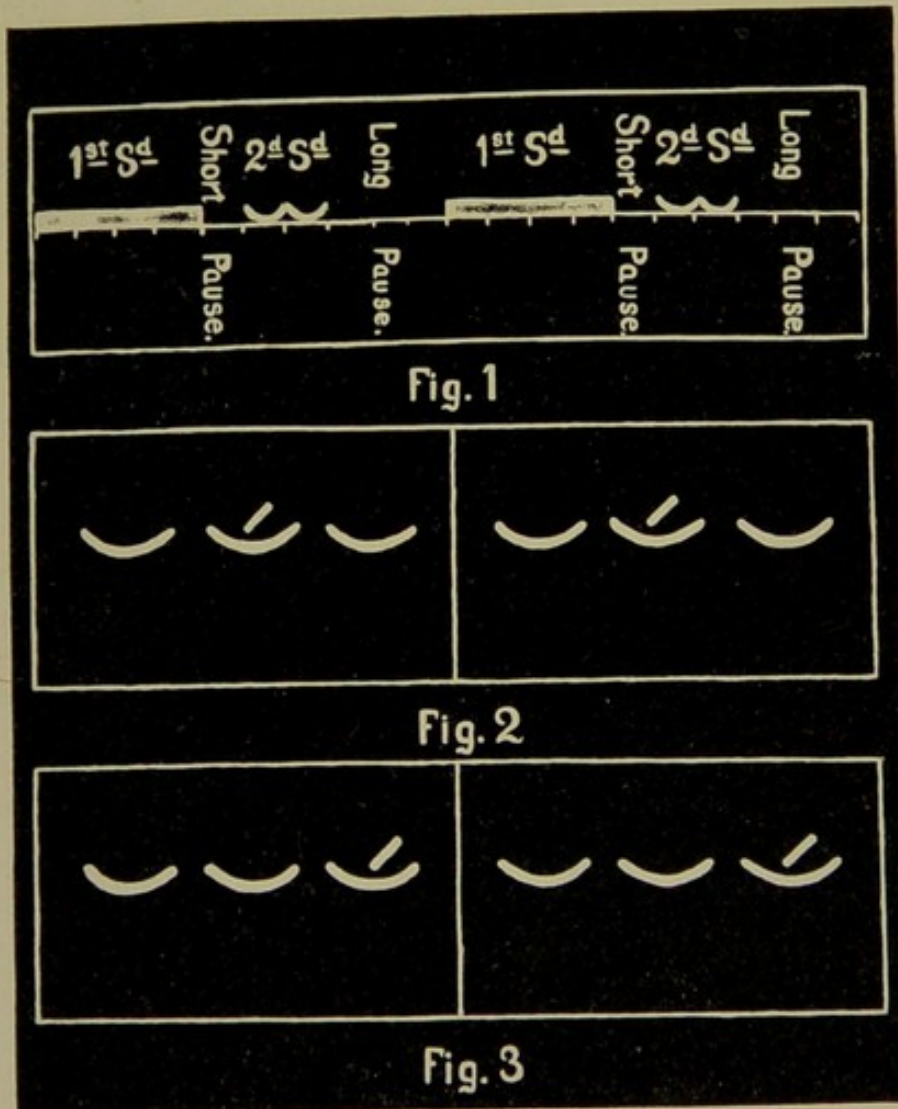 1st Sd Short Pause. 2d Sd Long Pause. 1st Sd Short Pause. 2d Sd Long Pause.
Fig. 1
Fig. 2
Fig. 3